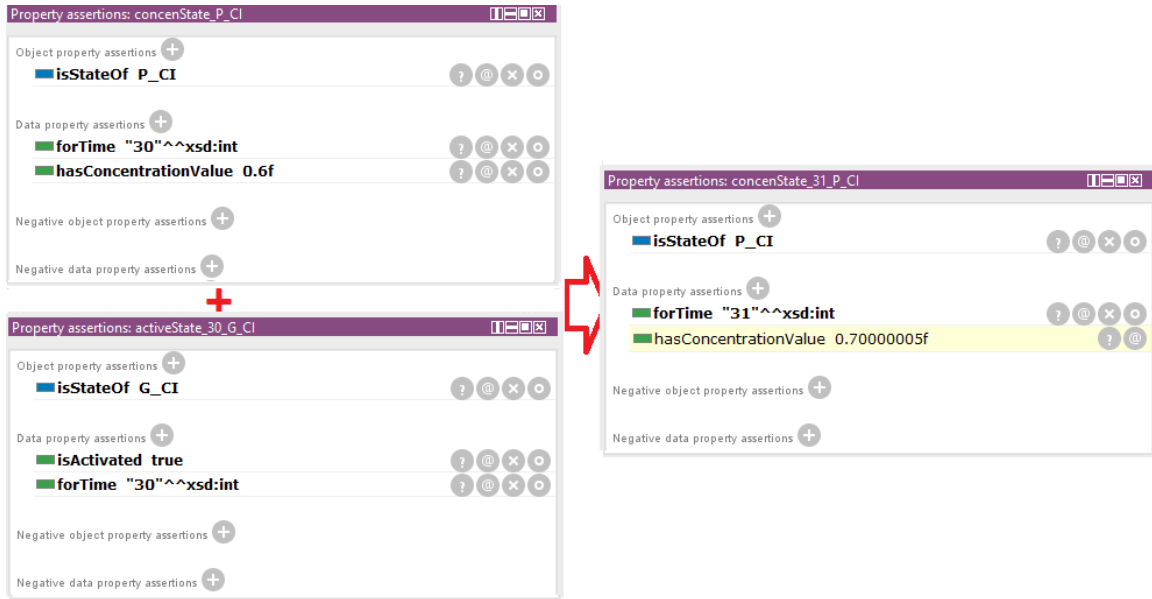 Property assertions: concenState_P_CI
Object property assertions
isStateOf P_CI
Data property assertions
forTime "30"^^xsd:int
hasConcentrationValue 0.6f
Negative object property assertions
Negative data property assertions
+
Property assertions: activeState_30_G_CI
Object property assertions
isStateOf G_CI
Data property assertions
isActivated true
forTime "30"^^xsd:int
Negative object property assertions
Negative data property assertions
Property assertions: concenState_31_P_CI
Object property assertions
isStateOf P_CI
Data property assertions
forTime "31"^^xsd:int
hasConcentrationValue 0.70000005f
Negative object property assertions
Negative data property assertions